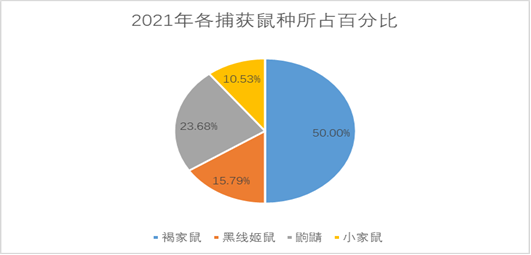 2021年各捕获鼠种所占百分比
10.53%
23.68%
50.00%
15.79%
褐家鼠 黑线姬鼠 鼩鼱 小家鼠